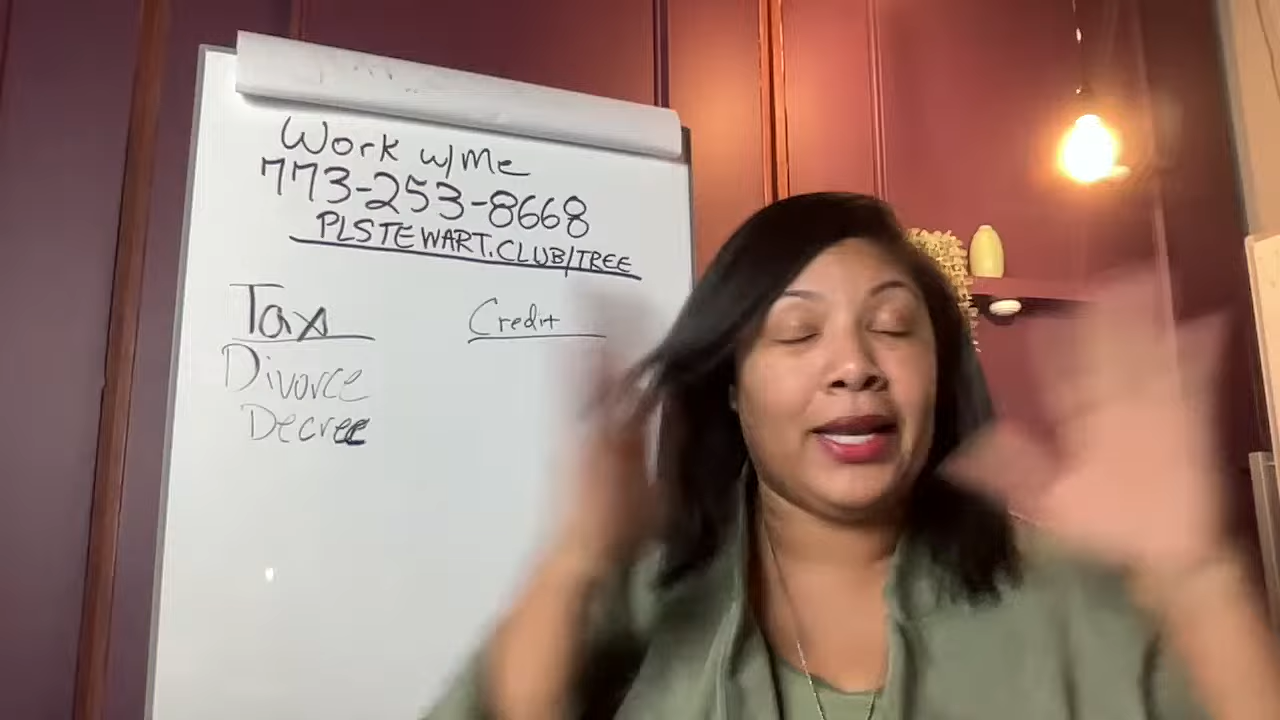 Work w/Me
773-253-8668
PLSTEWART.CLUB/TREE
Tax
Credit
Divorce
Decree